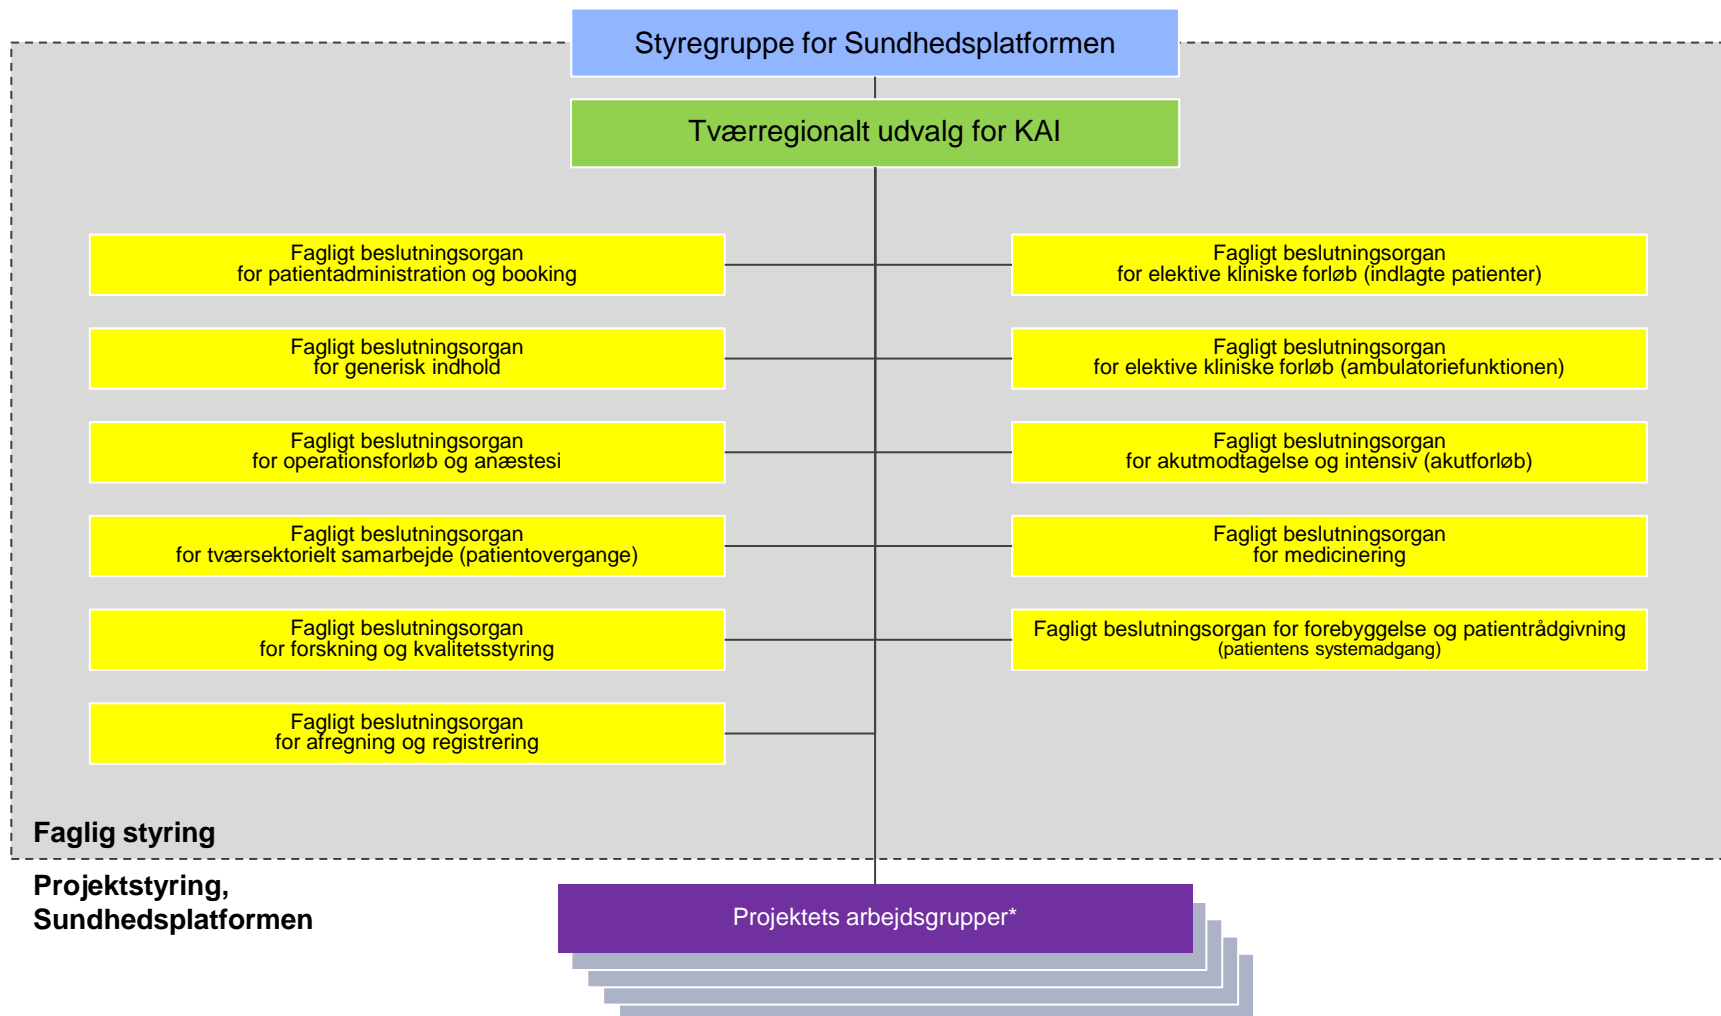 Styregruppe for Sundhedsplatformen
Tværregionalt udvalg for KAI
Fagligt beslutningsorgan
for patientadministration og booking
Fagligt beslutningsorgan
for elektive kliniske forløb (indlagte patienter)
Fagligt beslutningsorgan
for generisk indhold
Fagligt beslutningsorgan
for elektive kliniske forløb (ambulatoriefunktionen)
Fagligt beslutningsorgan
for operationsforløb og anæstesi
Fagligt beslutningsorgan
for akutmodtagelse og intensiv (akutforløb)
Fagligt beslutningsorgan
for tværsektorielt samarbejde (patientovergange)
Fagligt beslutningsorgan
for medicinering
Fagligt beslutningsorgan
for forskning og kvalitetsstyring
Fagligt beslutningsorgan for forebyggelse og patientrådgivning
(patientens systemadgang)
Fagligt beslutningsorgan
for afregning og registrering
Faglig styring
Projektstyring,
Sundhedsplatformen
Projektets arbejdsgrupper*